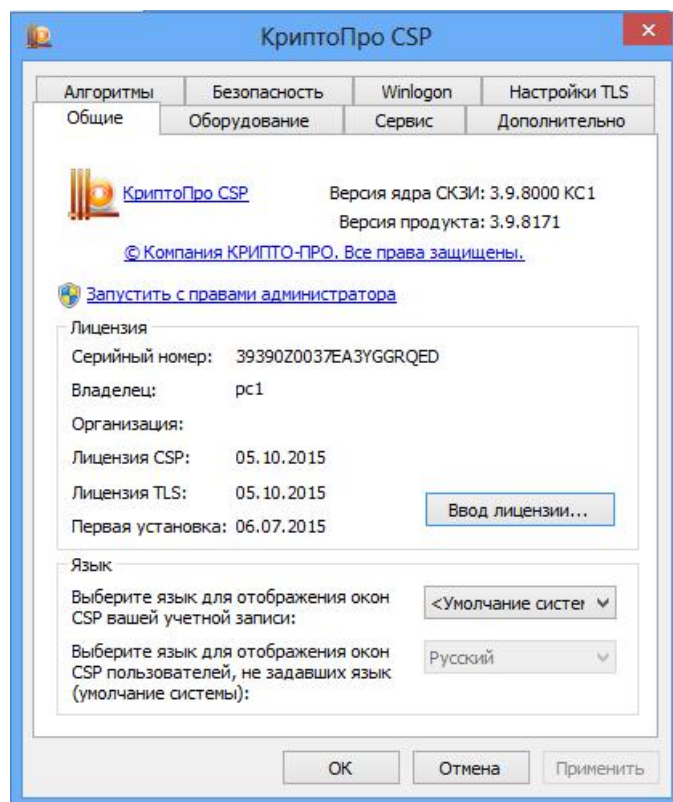 КриптоПро CSP
Алгоритмы Безопасность Winlogon Настройки TLS
Общие Оборудование Сервис Дополнительно
КриптоПро CSP
Версия ядра СКЗИ: 3.9.8000 КС1
Версия продукта: 3.9.8171
© Компания КРИПТО-ПРО. Все права защищены.
Запустить с правами администратора
Лицензия
Серийный номер: 39390Z0037EA3YGGRQED
Владелец: pc1
Организация:
Лицензия CSP: 05.10.2015
Лицензия TLS: 05.10.2015
Ввод лицензии...
Первая установка: 06.07.2015
Язык
Выберите язык для отображения окон
CSP вашей учетной записи:
<Умолчание систем
Выберите язык для отображения окон
CSP пользователей, не задавших язык
(умолчание системы):
Русский
ОК Отмена Применить